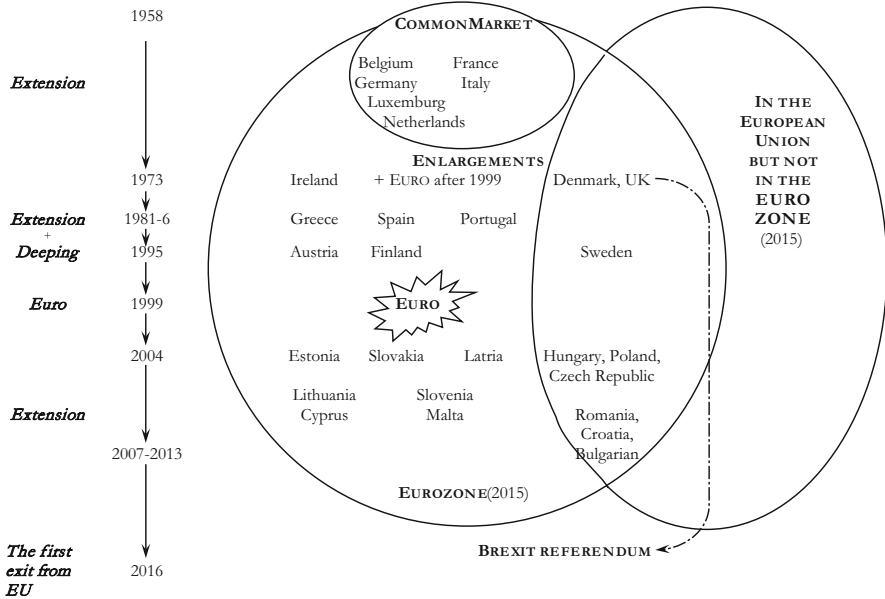 1958
COMMON MARKET
Belgium France
Germany Italy
Luxemburg
Netherlands
Extension
IN THE
EUROPEAN
UNION
BUT NOT
IN THE
EURO
ZONE
(2015)
ENLARGEMENTS
1973 Ireland + EURO after 1999 Denmark, UK
Extension 1981-6 Greece Spain Portugal
+
Deeping 1995 Austria Finland Sweden
Euro 1999 EURO
2004 Estonia Slovakia Latria Hungary, Poland,
Czech Republic
Lithuania Slovenia
Cyprus Malta Romania,
Extension
Croatia,
2007-2013 Bulgarian
EUROZONE(2015)
The first BREXIT REFERENDUM
exit from 2016
EU